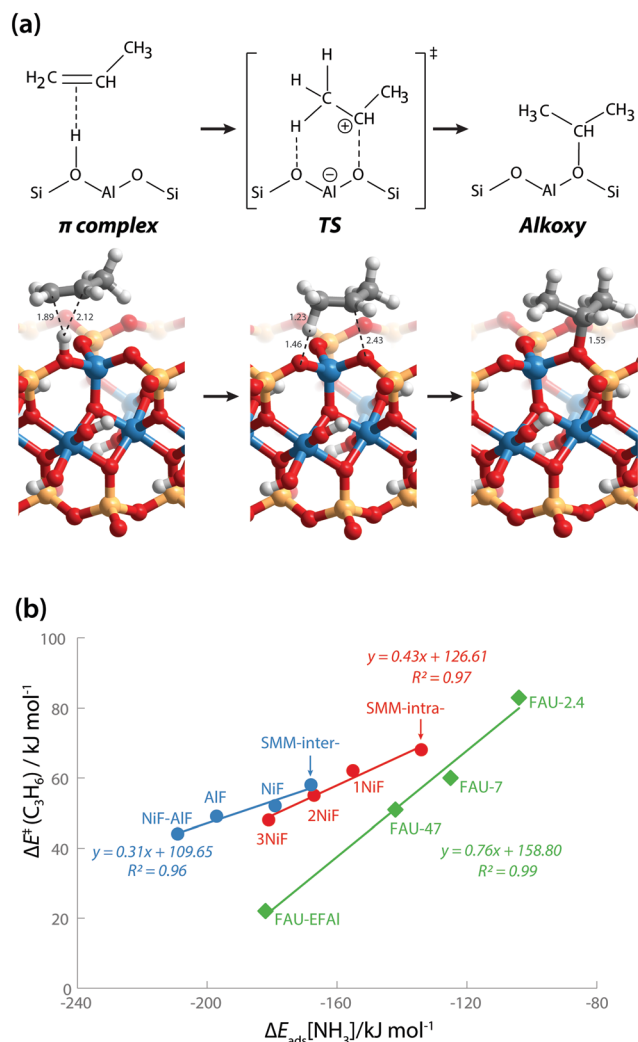 (a)
H₂C
CH
CH₃
H
O
O
Si
Al
Si
π complex
H
H
C
H
CH₃
CH
⊕
‡
O
⊖
O
Si
Al
Si
TS
H₃C
CH₃
CH
O
O
Si
Al
Si
Alkoxy
1.89
2.12
1.23
1.46
2.43
1.55
(b)
ΔE‡(C₃H₆) / kJ mol⁻¹
100
80
60
40
20
0
y = 0.43x + 126.61
R² = 0.97
SMM-intra-
FAU-2.4
SMM-inter-
1NiF
FAU-7
AlF
NiF
NiF-AlF
2NiF
3NiF
FAU-47
y = 0.31x + 109.65
R² = 0.96
y = 0.76x + 158.80
R² = 0.99
FAU-EFAl
-240
-200
-160
-120
-80
ΔE_ads[NH₃]/kJ mol⁻¹